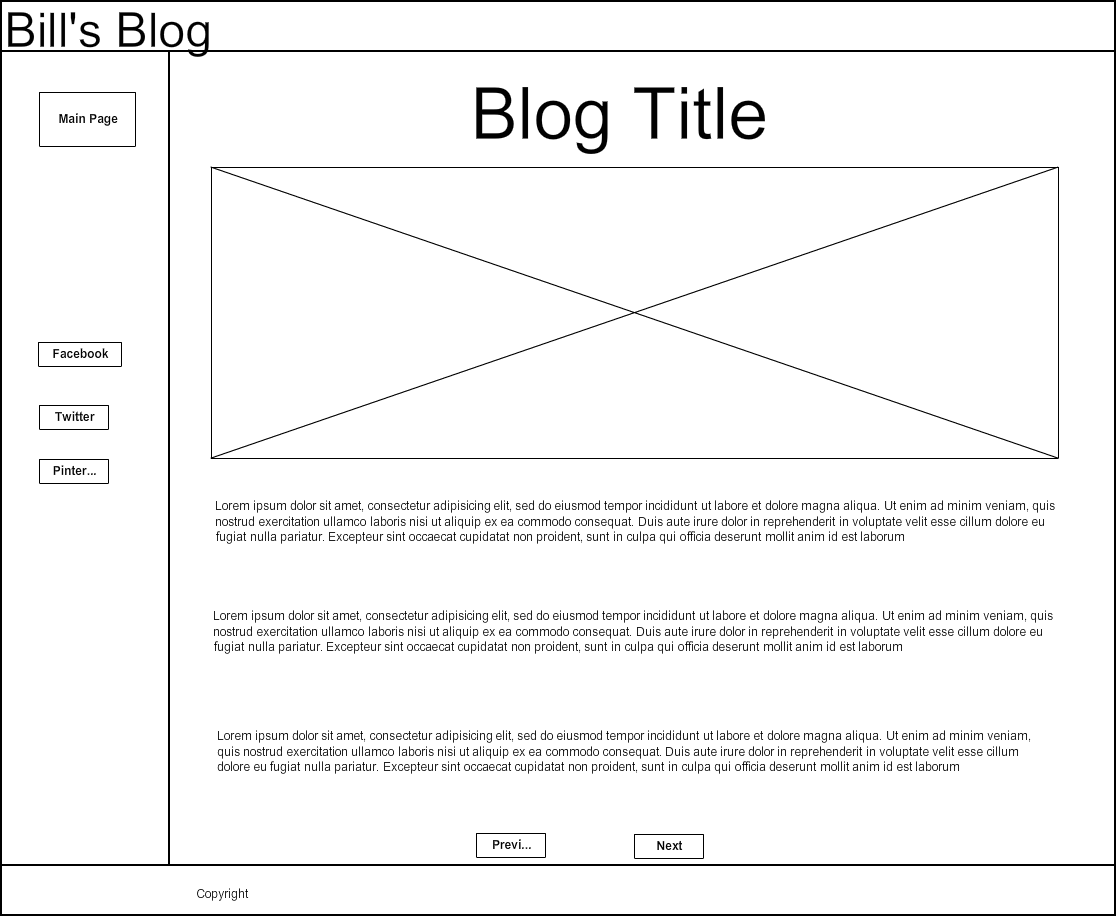 Bill's Blog
Main Page
Facebook
Twitter
Pinter...
Blog Title
Lorem ipsum dolor sit amet, consectetur adipisicing elit, sed do eiusmod tempor incididunt ut labore et dolore magna aliqua. Ut enim ad minim veniam, quis
nostrud exercitation ullamco laboris nisi ut aliquip ex ea commodo consequat. Duis aute irure dolor in reprehenderit in voluptate velit esse cillum dolore eu
fugiat nulla pariatur. Excepteur sint occaecat cupidatat non proident, sunt in culpa qui officia deserunt mollit anim id est laborum
Lorem ipsum dolor sit amet, consectetur adipisicing elit, sed do eiusmod tempor incididunt ut labore et dolore magna aliqua. Ut enim ad minim veniam, quis
nostrud exercitation ullamco laboris nisi ut aliquip ex ea commodo consequat. Duis aute irure dolor in reprehenderit in voluptate velit esse cillum dolore eu
fugiat nulla pariatur. Excepteur sint occaecat cupidatat non proident, sunt in culpa qui officia deserunt mollit anim id est laborum
Lorem ipsum dolor sit amet, consectetur adipisicing elit, sed do eiusmod tempor incididunt ut labore et dolore magna aliqua. Ut enim ad minim veniam,
quis nostrud exercitation ullamco laboris nisi ut aliquip ex ea commodo consequat. Duis aute irure dolor in reprehenderit in voluptate velit esse cillum
dolore eu fugiat nulla pariatur. Excepteur sint occaecat cupidatat non proident, sunt in culpa qui officia deserunt mollit anim id est laborum
Previ...
Next
Copyright